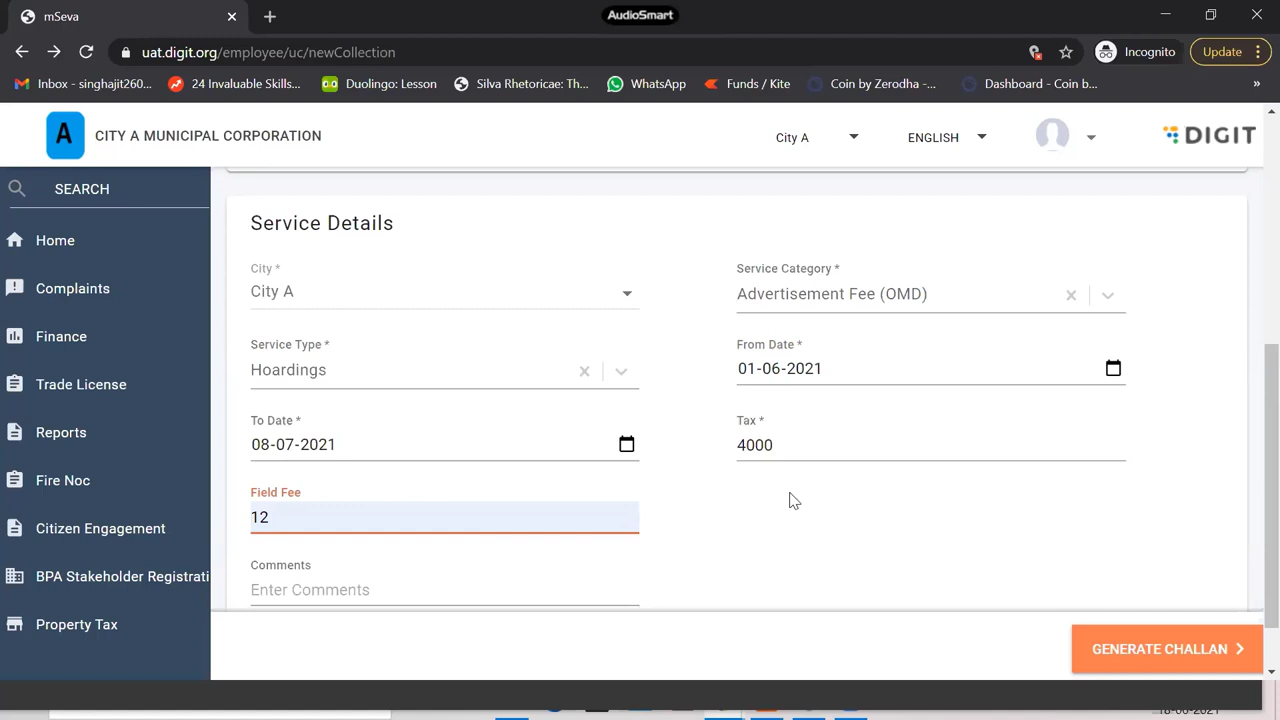 mSeva
AudioSmart
uat.digit.org/employee/uc/newCollection
Incognito
Update
Inbox - singhajit260...
24 Invaluable Skills...
Duolingo: Lesson
Silva Rhetoricæ: Th...
WhatsApp
Funds / Kite
Coin by Zerodha -...
Dashboard - Coin b...
»
A
CITY A MUNICIPAL CORPORATION
City A
ENGLISH
DIGIT
SEARCH
Home
Complaints
Finance
Trade License
Reports
Fire Noc
Citizen Engagement
BPA Stakeholder Registrati
Property Tax
Service Details
City *
City A
Service Category *
Advertisement Fee (OMD)
Service Type *
Hoardings
From Date *
01-06-2021
To Date *
08-07-2021
Tax *
4000
Field Fee
12
Comments
Enter Comments
GENERATE CHALLAN
18-06-2021